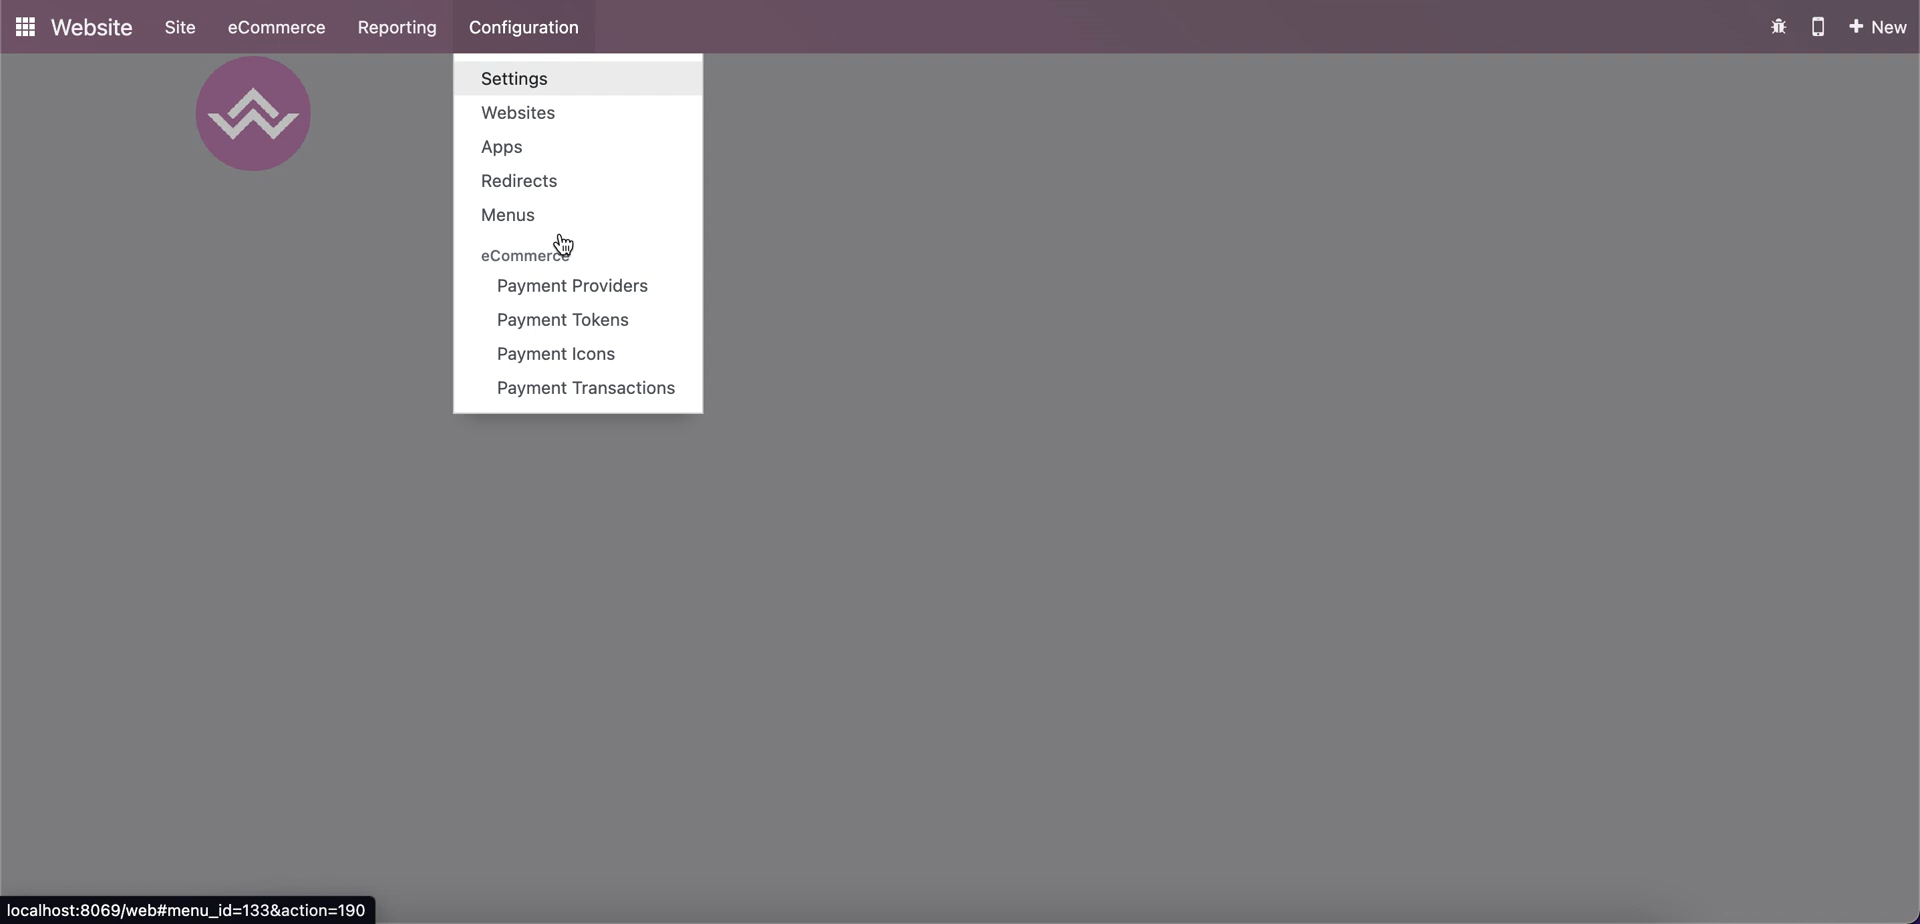 Website Site eCommerce Reporting Configuration New
Settings
Websites
Apps
Redirects
Menus
eCommerce
Payment Providers
Payment Tokens
Payment Icons
Payment Transactions
localhost:8069/web#menu_id=133&action=190